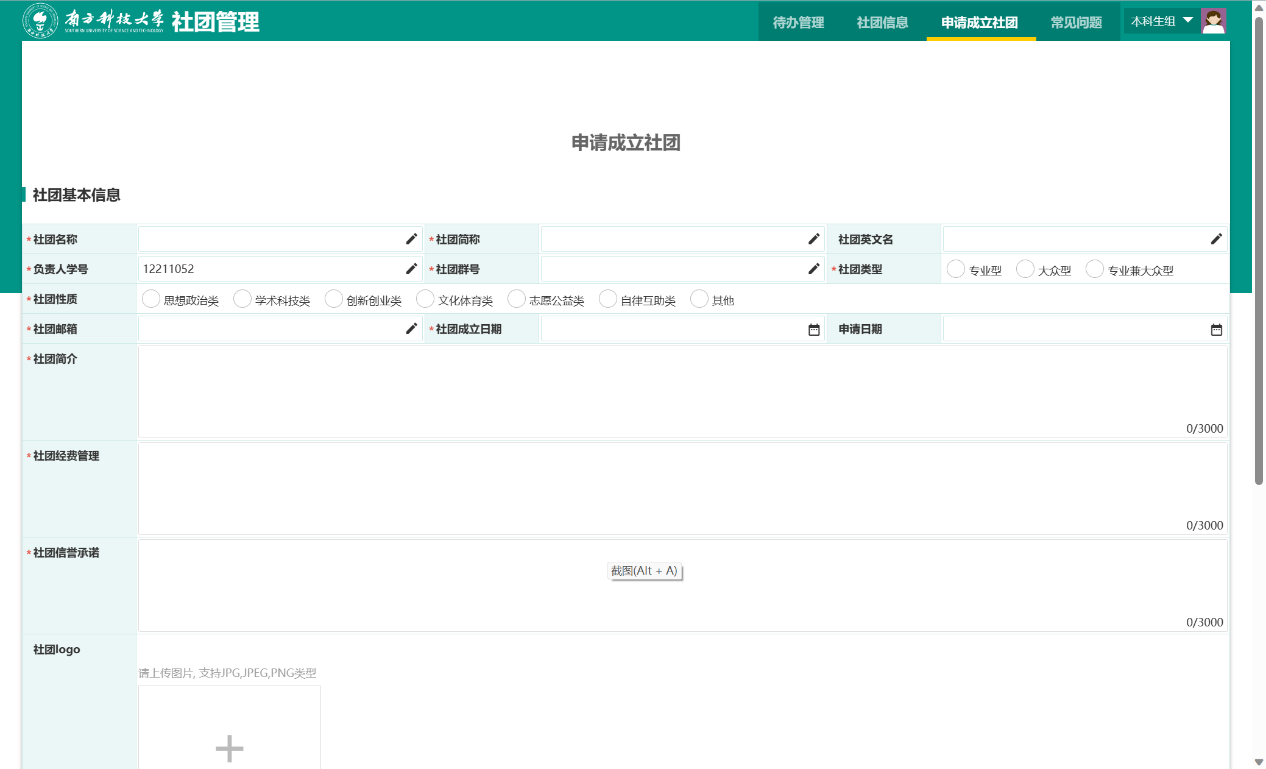 南方科技大学 社团管理 待办管理 社团信息 申请成立社团 常见问题 本科生组
SOUTHERN UNIVERSITY OF SCIENCE AND TECHNOLOGY
申请成立社团
社团基本信息
*社团名称 *社团简称 社团英文名
*负责人学号 12211052 *社团群号 *社团类型 专业型 大众型 专业兼大众型
*社团性质 思想政治类 学术科技类 创新创业类 文化体育类 志愿公益类 自律互助类 其他
*社团邮箱 *社团成立日期 申请日期
*社团简介
0/3000
*社团经费管理
0/3000
*社团信誉承诺
截图(Alt + A)
0/3000
社团logo
请上传图片, 支持JPG,JPEG,PNG类型